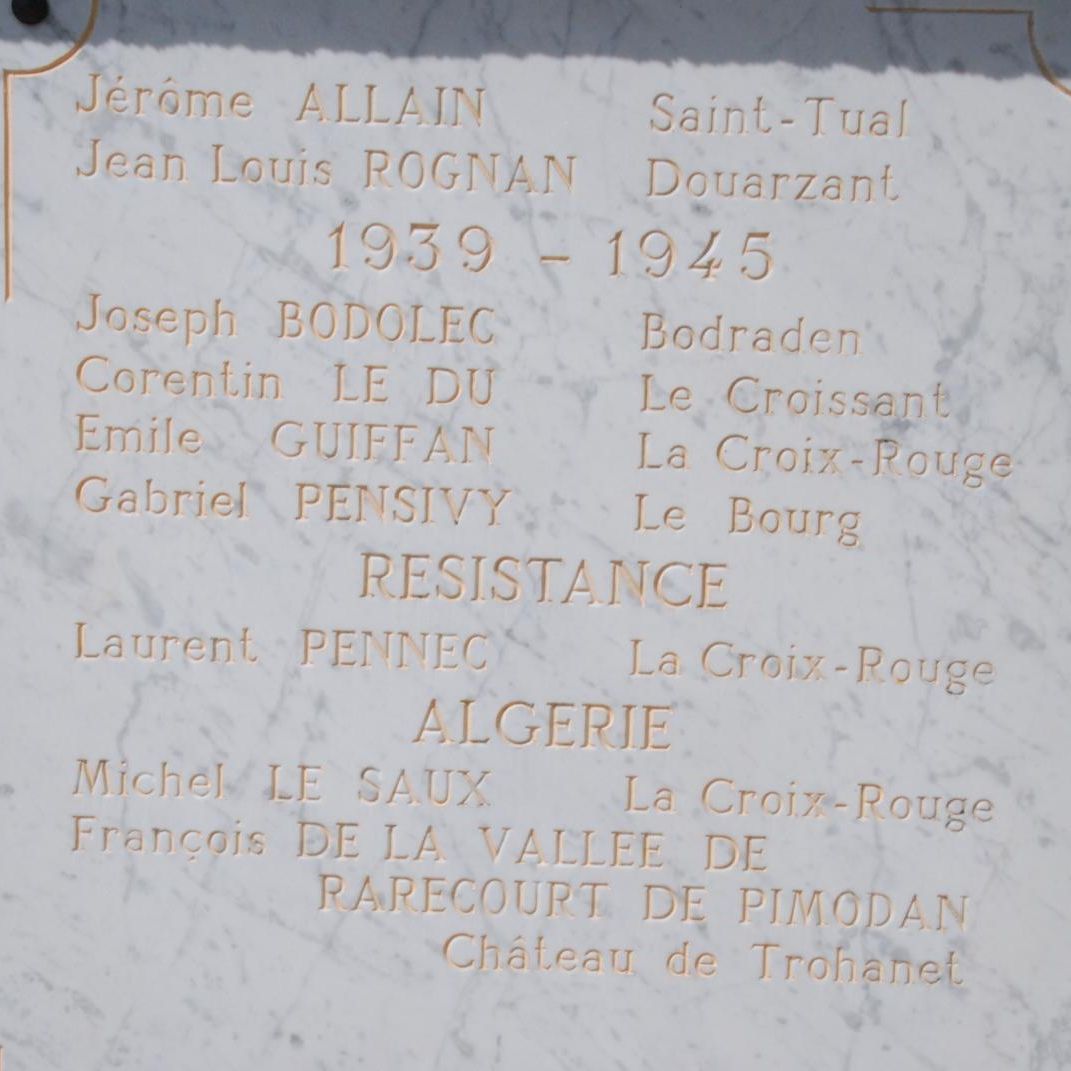 Jérôme ALLAIN Saint-Tual
Jean Louis ROGNAN Douarzant
1939 - 1945
Joseph BODOLEC Bodraden
Corentin LE DU Le Croissant
Emile GUIFFAN La Croix-Rouge
Gabriel PENSIVY Le Bourg
RESISTANCE
Laurent PENNEC La Croix-Rouge
ALGERIE
Michel LE SAUX La Croix-Rouge
François DE LA VALLEE DE
RARECOURT DE PIMODAN
Château de Trohanet